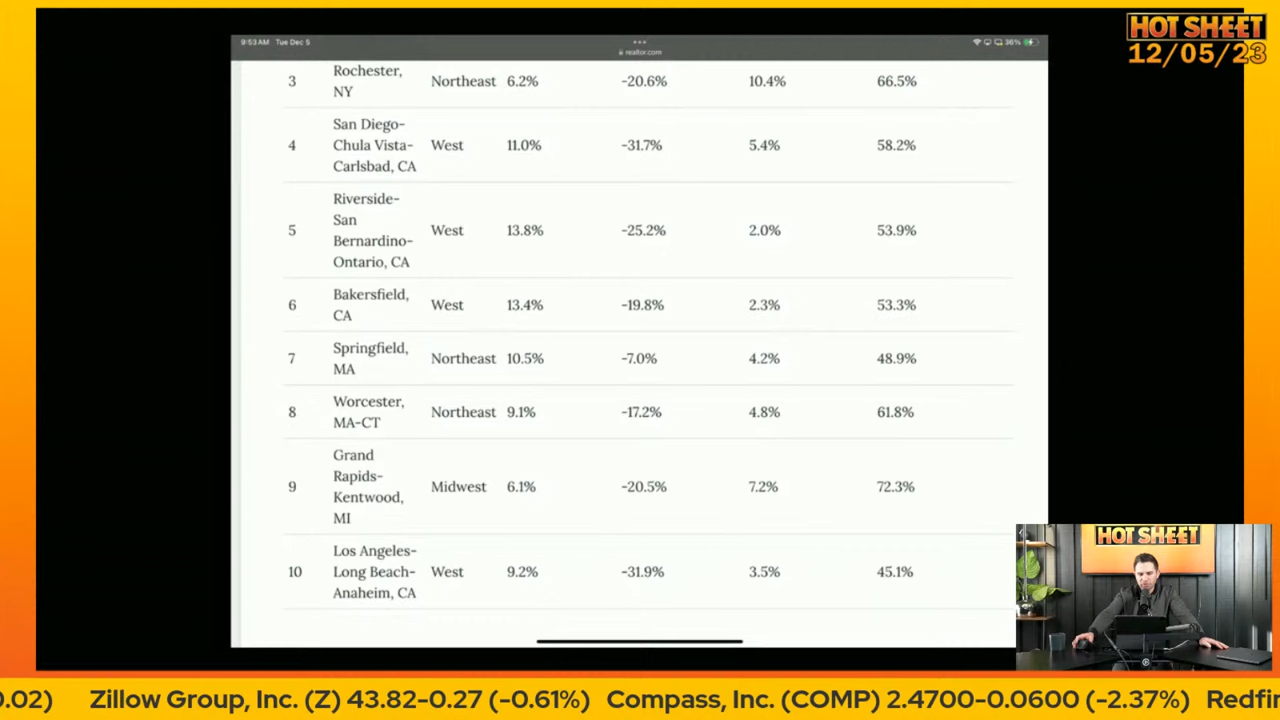 HOT SHEET
12/05/23
9:53 AM Tue Dec 5
36%
realtor.com
3 Rochester, NY Northeast 6.2% -20.6% 10.4% 66.5%
4 San Diego-Chula Vista-Carlsbad, CA West 11.0% -31.7% 5.4% 58.2%
5 Riverside-San Bernardino-Ontario, CA West 13.8% -25.2% 2.0% 53.9%
6 Bakersfield, CA West 13.4% -19.8% 2.3% 53.3%
7 Springfield, MA Northeast 10.5% -7.0% 4.2% 48.9%
8 Worcester, MA-CT Northeast 9.1% -17.2% 4.8% 61.8%
9 Grand Rapids-Kentwood, MI Midwest 6.1% -20.5% 7.2% 72.3%
10 Los Angeles-Long Beach-Anaheim, CA West 9.2% -31.9% 3.5% 45.1%
HOT SHEET
0.02) Zillow Group, Inc. (Z) 43.82-0.27 (-0.61%) Compass, Inc. (COMP) 2.4700-0.0600 (-2.37%) Redfi